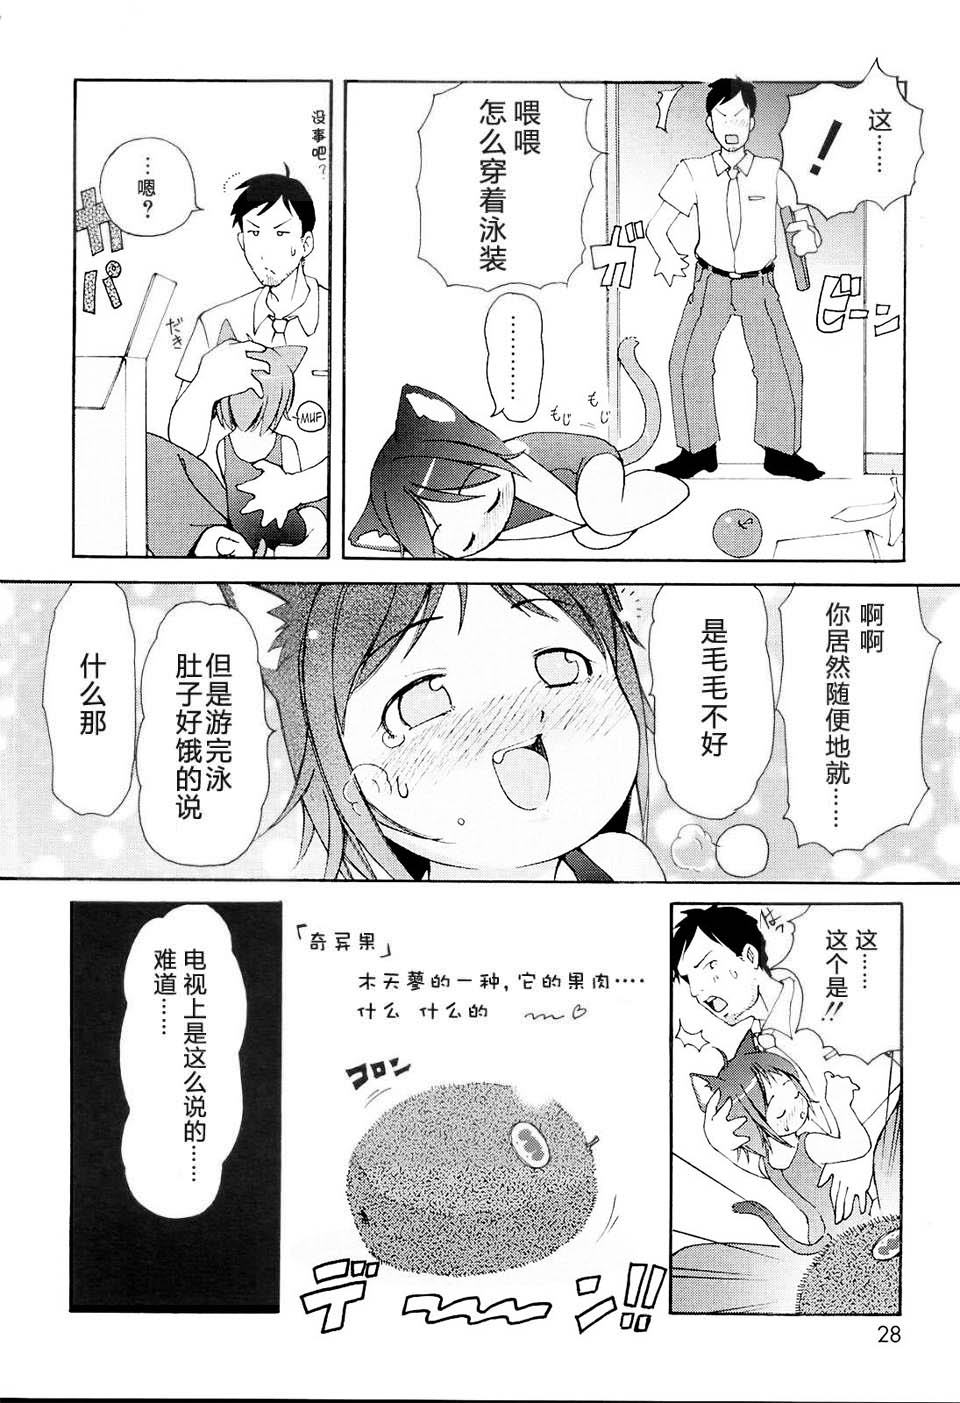 这……
！
ビーン
ガ
喂喂
怎么穿着泳装
………
もじ
もじ
没事吧？
…嗯？
ガ
バ
だき
MUF
啊啊
你居然随便地就……
是毛毛不好
但是游完泳
肚子好饿的说
什么那
ばっ
这……
这个是!!
「奇异果」
木天蓼的一种，它的果肉….
什么 什么的
コロン
デ〜〜ン!!
电视上是这么说的……
难道……
28